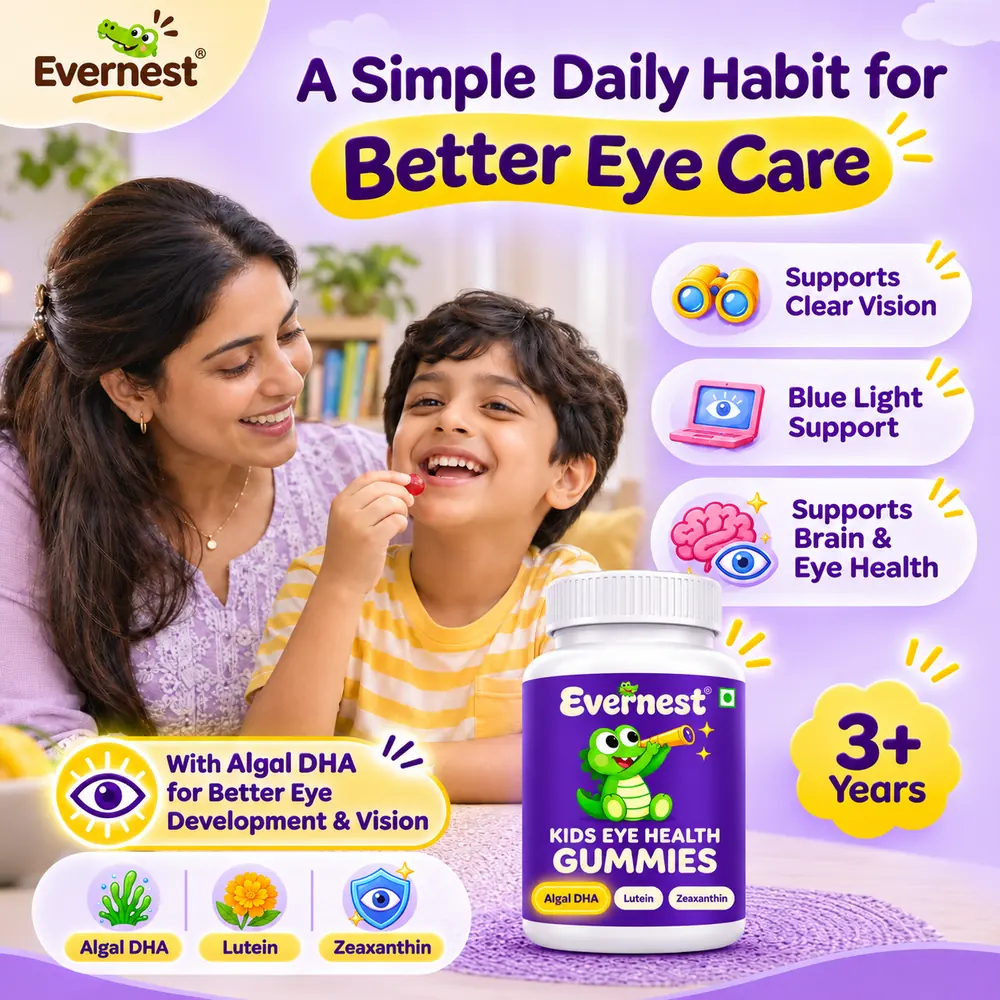 Evernest®
A Simple Daily Habit for
Better Eye Care
Supports
Clear Vision
Blue Light
Support
Supports
Brain &
Eye Health
3+
Years
With Algal DHA
for Better Eye
Development & Vision
Algal DHA
Lutein
Zeaxanthin
Evernest®
KIDS EYE HEALTH
GUMMIES
Algal DHA
Lutein
Zeaxanthin